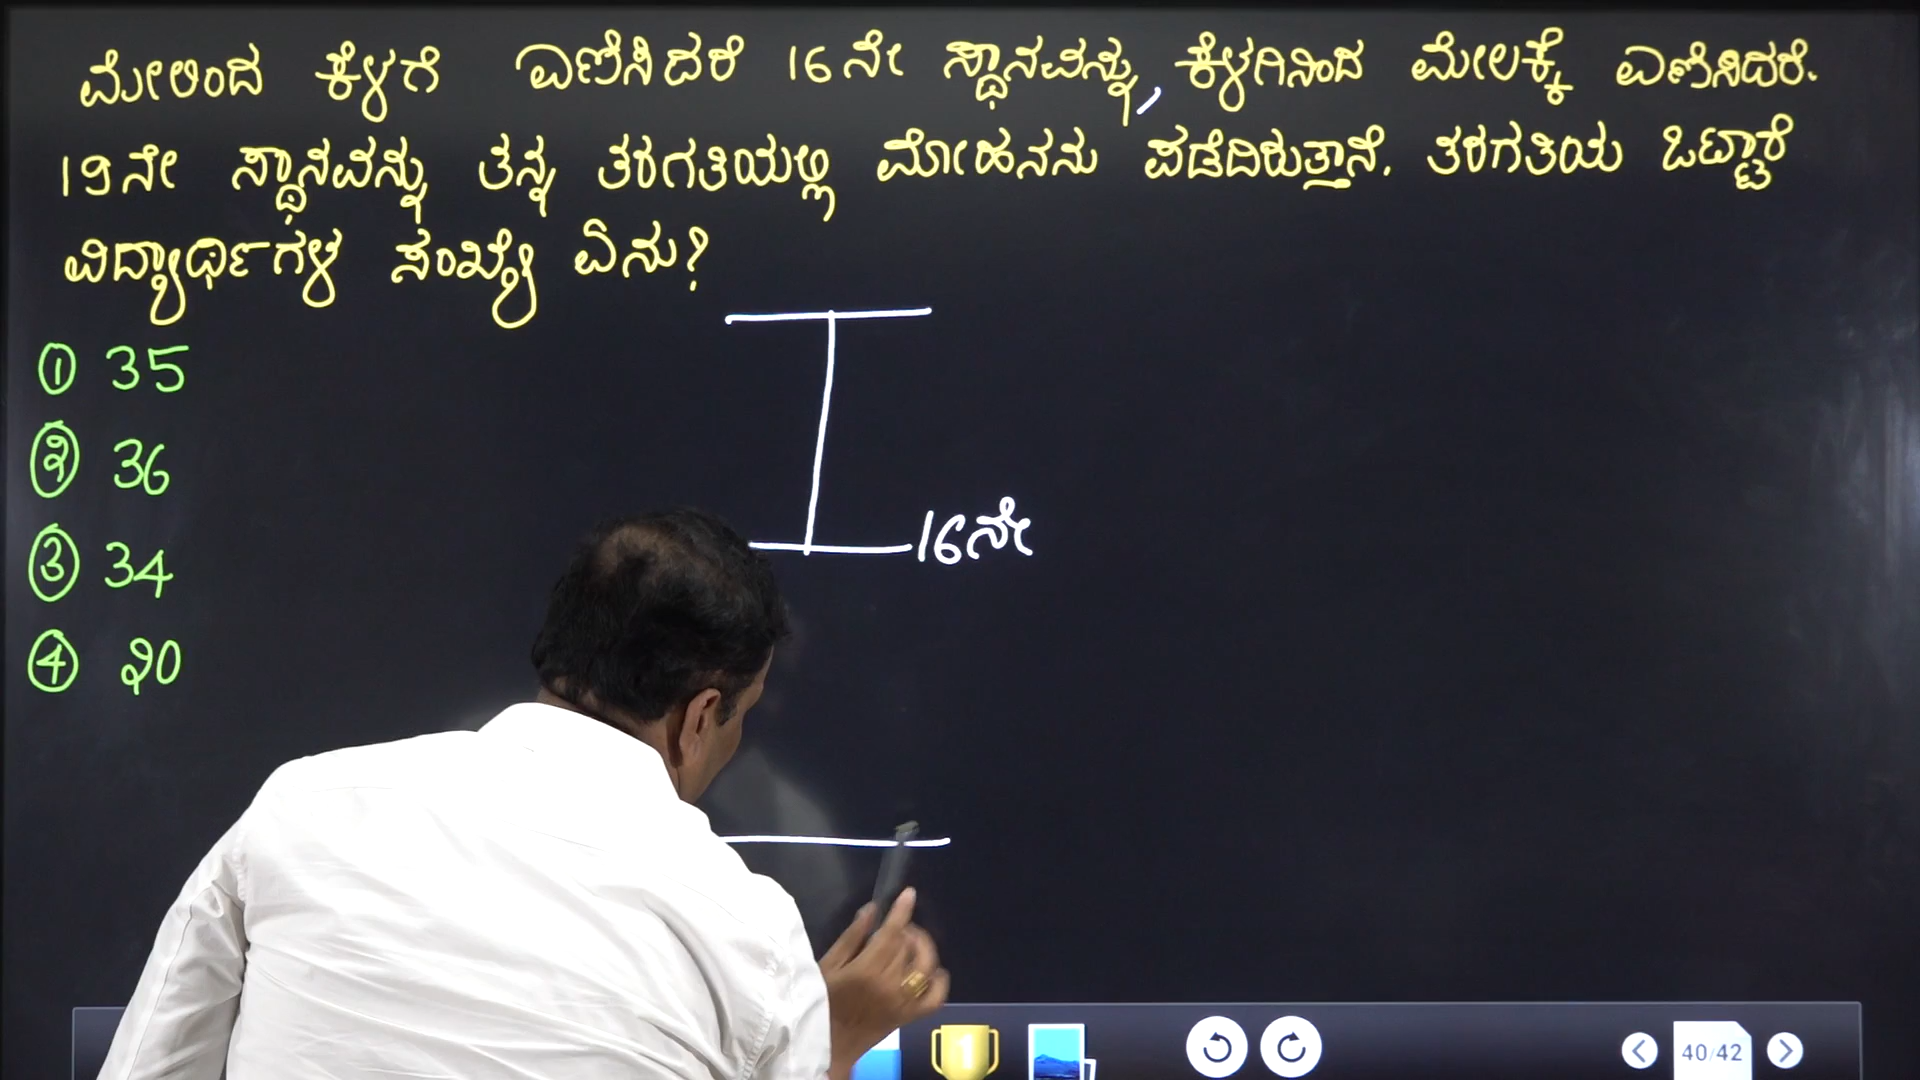 ಮೇಲಿಂದ ಕೆಳಗೆ ಎಣಿಸಿದರೆ 16ನೇ ಸ್ಥಾನವನ್ನು, ಕೆಳಗಿನಿಂದ ಮೇಲಕ್ಕೆ ಎಣಿಸಿದರೆ.
19ನೇ ಸ್ಥಾನವನ್ನು ತನ್ನ ತರಗತಿಯಲ್ಲಿ ಮೋಹನನು ಪಡೆದಿರುತ್ತಾನೆ. ತರಗತಿಯ ಒಟ್ಟಾರೆ
ವಿದ್ಯಾರ್ಥಿಗಳ ಸಂಖ್ಯೆ ಏನು?
① 35
② 36
16ನೇ
③ 34
④ 20
40/42